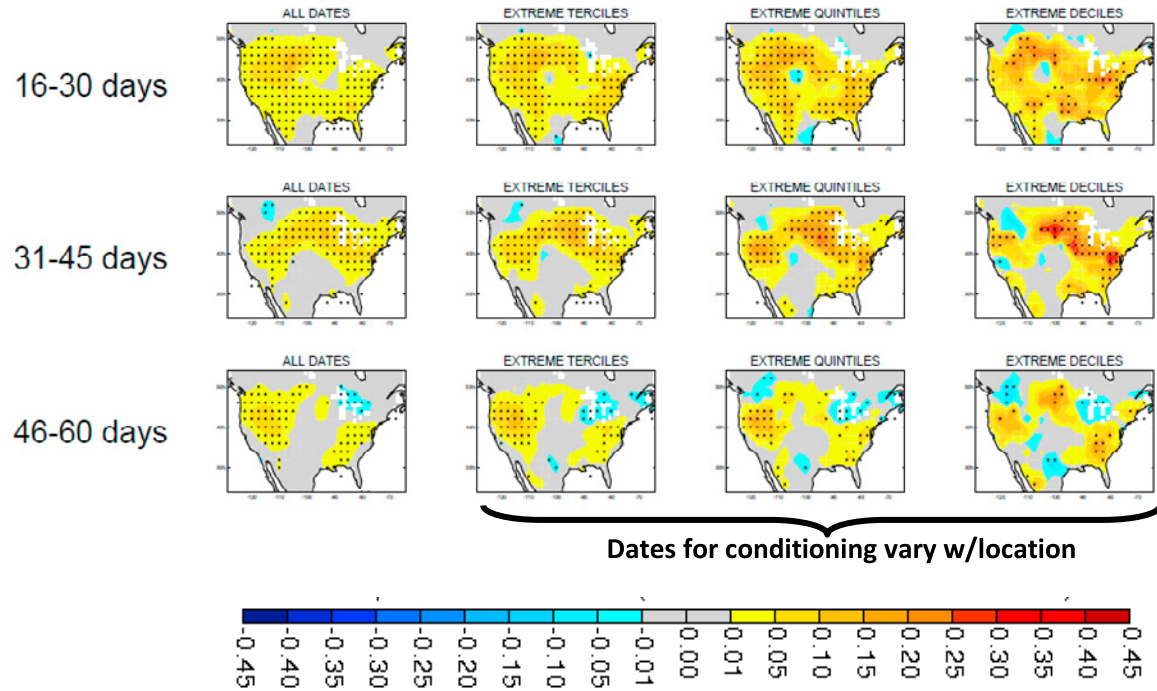 ALL DATES EXTREME TERCILES EXTREME QUINTILES EXTREME DECILES
16-30 days
ALL DATES EXTREME TERCILES EXTREME QUINTILES EXTREME DECILES
31-45 days
ALL DATES EXTREME TERCILES EXTREME QUINTILES EXTREME DECILES
46-60 days
Dates for conditioning vary w/location
-0.45 -0.40 -0.35 -0.30 -0.25 -0.20 -0.15 -0.10 -0.05 -0.01 0.00 0.01 0.05 0.10 0.15 0.20 0.25 0.30 0.35 0.40 0.45